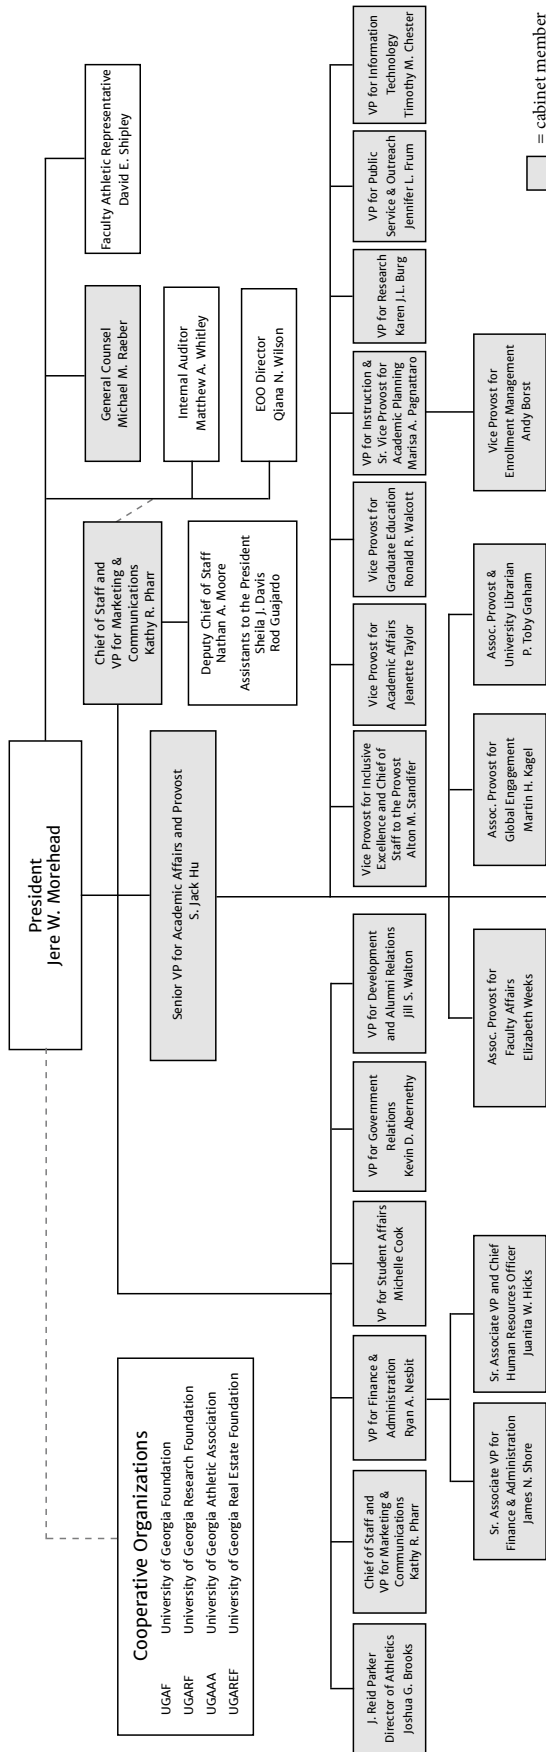 President
Jere W. Morehead
Cooperative Organizations
UGAF University of Georgia Foundation
UGARF University of Georgia Research Foundation
UGAAA University of Georgia Athletic Association
UGAREF University of Georgia Real Estate Foundation
Faculty Athletic Representative
David E. Shipley
General Counsel
Michael M. Raeber
Chief of Staff and
VP for Marketing &
Communications
Kathy R. Pharr
Internal Auditor
Matthew A. Whitley
EOO Director
Qiana N. Wilson
Deputy Chief of Staff
Nathan A. Moore
Assistants to the President
Sheila J. Davis
Rod Guajardo
Senior VP for Academic Affairs and Provost
S. Jack Hu
J. Reid Parker
Director of Athletics
Joshua G. Brooks
Chief of Staff and
VP for Marketing &
Communications
Kathy R. Pharr
VP for Finance &
Administration
Ryan A. Nesbit
VP for Student Affairs
Michelle Cook
VP for Government
Relations
Kevin D. Abernethy
VP for Development
and Alumni Relations
Jill S. Walton
Vice Provost for Inclusive
Excellence and Chief of
Staff to the Provost
Alton M. Standifer
Vice Provost for
Academic Affairs
Jeanette Taylor
Vice Provost for
Graduate Education
Ronald R. Walcott
VP for Instruction &
Sr. Vice Provost for
Academic Planning
Marisa A. Pagnattaro
VP for Research
Karen J.L. Burg
VP for Public
Service & Outreach
Jennifer L. Frum
VP for Information
Technology
Timothy M. Chester
Sr. Associate VP for
Finance & Administration
James N. Shore
Sr. Associate VP and Chief
Human Resources Officer
Juanita W. Hicks
Assoc. Provost for
Faculty Affairs
Elizabeth Weeks
Assoc. Provost for
Global Engagement
Martin H. Kagel
Assoc. Provost &
University Librarian
P. Toby Graham
Vice Provost for
Enrollment Management
Andy Borst
= cabinet member